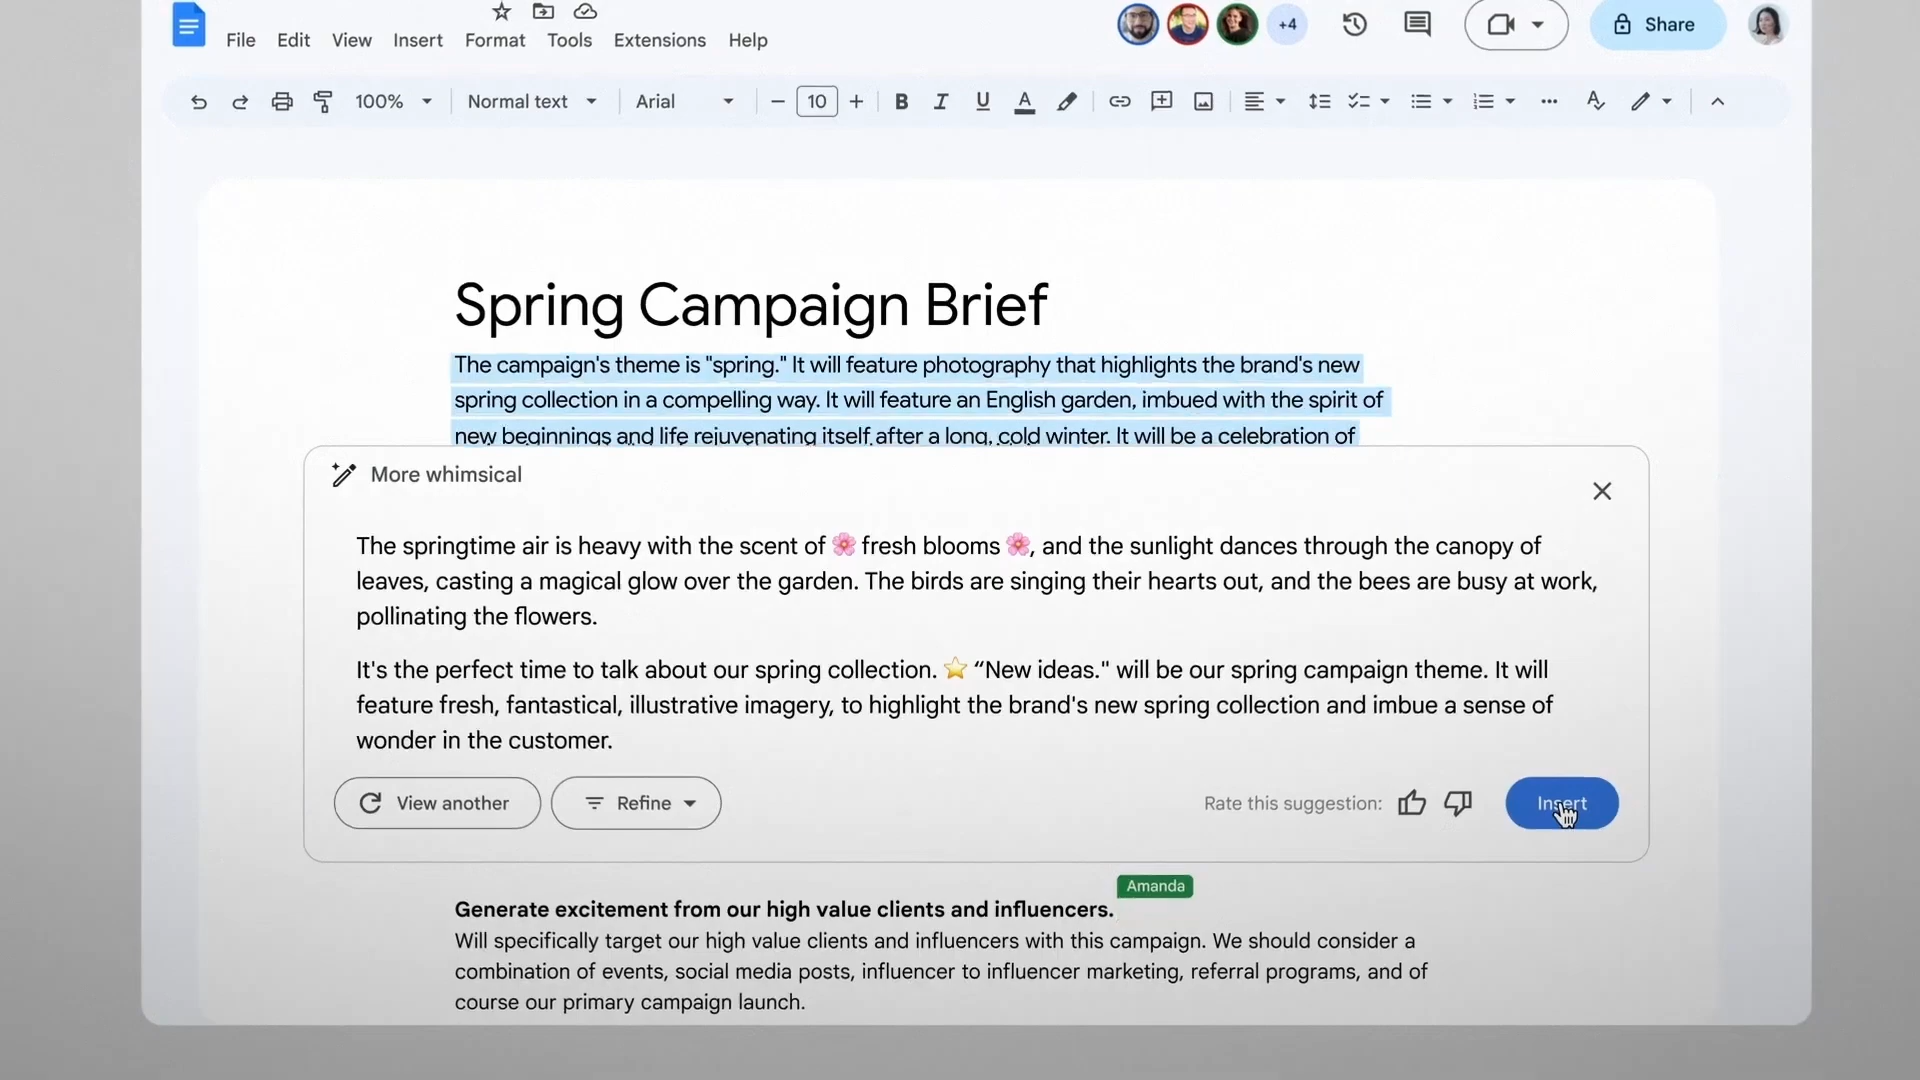 File Edit View Insert Format Tools Extensions Help
+4
Share
100% Normal text Arial 10
Spring Campaign Brief
The campaign's theme is "spring." It will feature photography that highlights the brand's new
spring collection in a compelling way. It will feature an English garden, imbued with the spirit of
new beginnings and life rejuvenating itself after a long, cold winter. It will be a celebration of
More whimsical
The springtime air is heavy with the scent of 🌸 fresh blooms 🌸, and the sunlight dances through the canopy of
leaves, casting a magical glow over the garden. The birds are singing their hearts out, and the bees are busy at work,
pollinating the flowers.
It's the perfect time to talk about our spring collection. ⭐ “New ideas." will be our spring campaign theme. It will
feature fresh, fantastical, illustrative imagery, to highlight the brand's new spring collection and imbue a sense of
wonder in the customer.
View another Refine Rate this suggestion: Insert
Amanda
Generate excitement from our high value clients and influencers.
Will specifically target our high value clients and influencers with this campaign. We should consider a
combination of events, social media posts, influencer to influencer marketing, referral programs, and of
course our primary campaign launch.